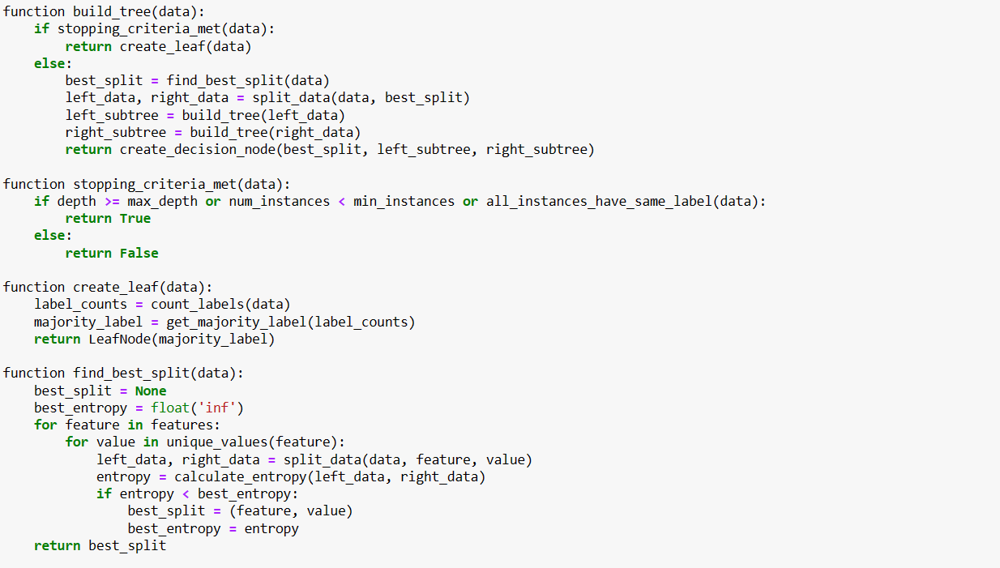 function build_tree(data):
    if stopping_criteria_met(data):
        return create_leaf(data)
    else:
        best_split = find_best_split(data)
        left_data, right_data = split_data(data, best_split)
        left_subtree = build_tree(left_data)
        right_subtree = build_tree(right_data)
        return create_decision_node(best_split, left_subtree, right_subtree)

function stopping_criteria_met(data):
    if depth >= max_depth or num_instances < min_instances or all_instances_have_same_label(data):
        return True
    else:
        return False

function create_leaf(data):
    label_counts = count_labels(data)
    majority_label = get_majority_label(label_counts)
    return LeafNode(majority_label)

function find_best_split(data):
    best_split = None
    best_entropy = float('inf')
    for feature in features:
        for value in unique_values(feature):
            left_data, right_data = split_data(data, feature, value)
            entropy = calculate_entropy(left_data, right_data)
            if entropy < best_entropy:
                best_split = (feature, value)
                best_entropy = entropy
    return best_split